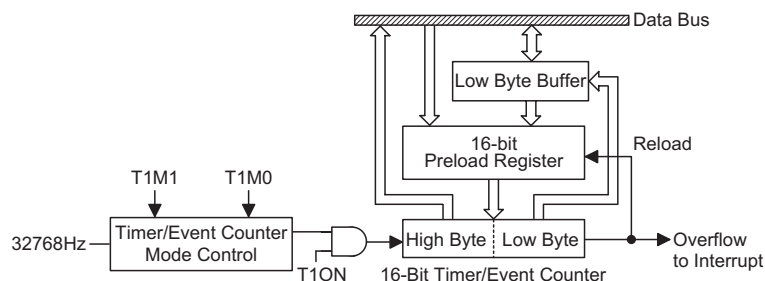 Data Bus
Low Byte Buffer
16-bit
Preload Register
Reload
T1M1
T1M0
32768Hz
Timer/Event Counter
Mode Control
T1ON
High Byte
Low Byte
16-Bit Timer/Event Counter
Overflow
to Interrupt